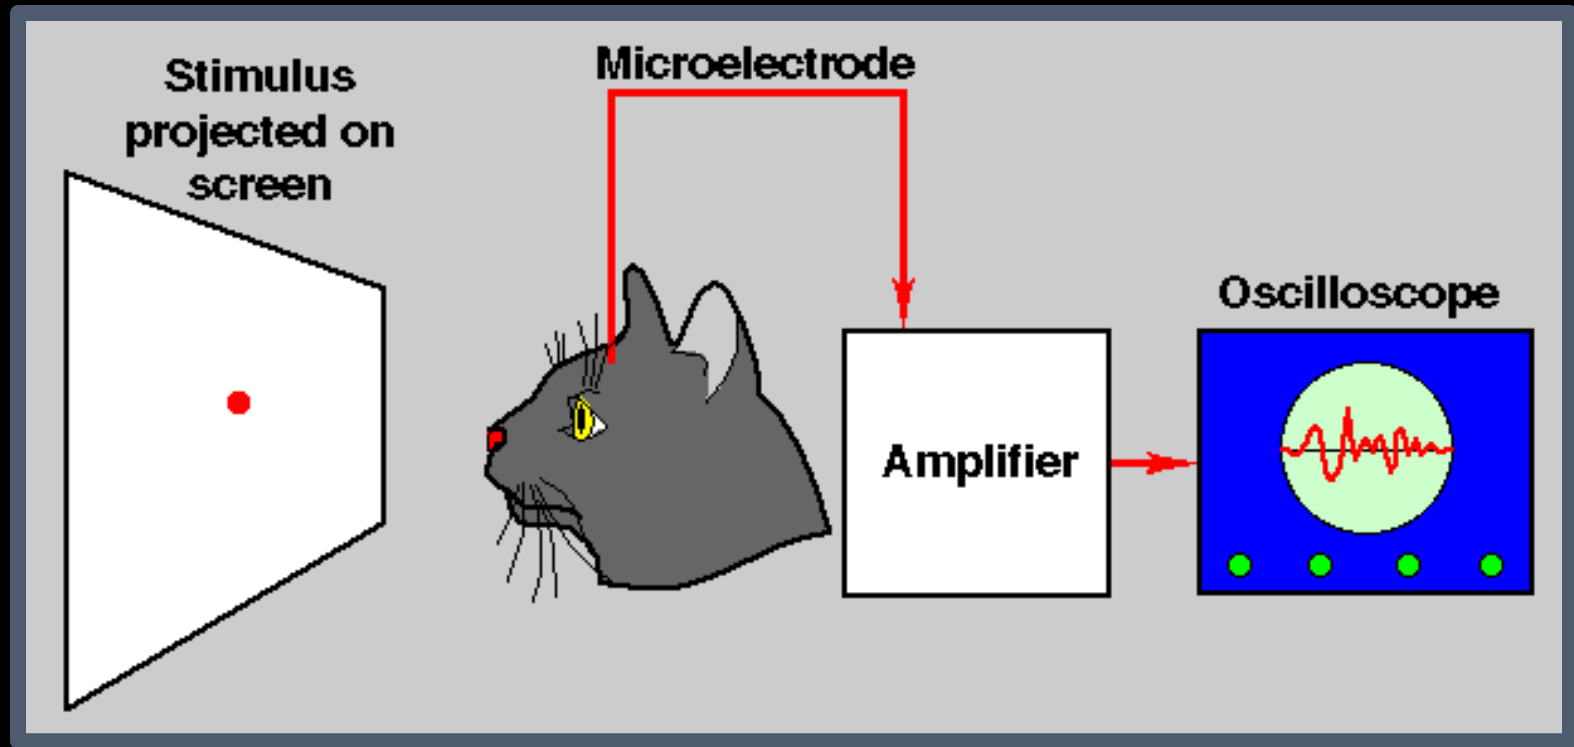 Stimulus
projected on
screen
Microelectrode
Amplifier
Oscilloscope